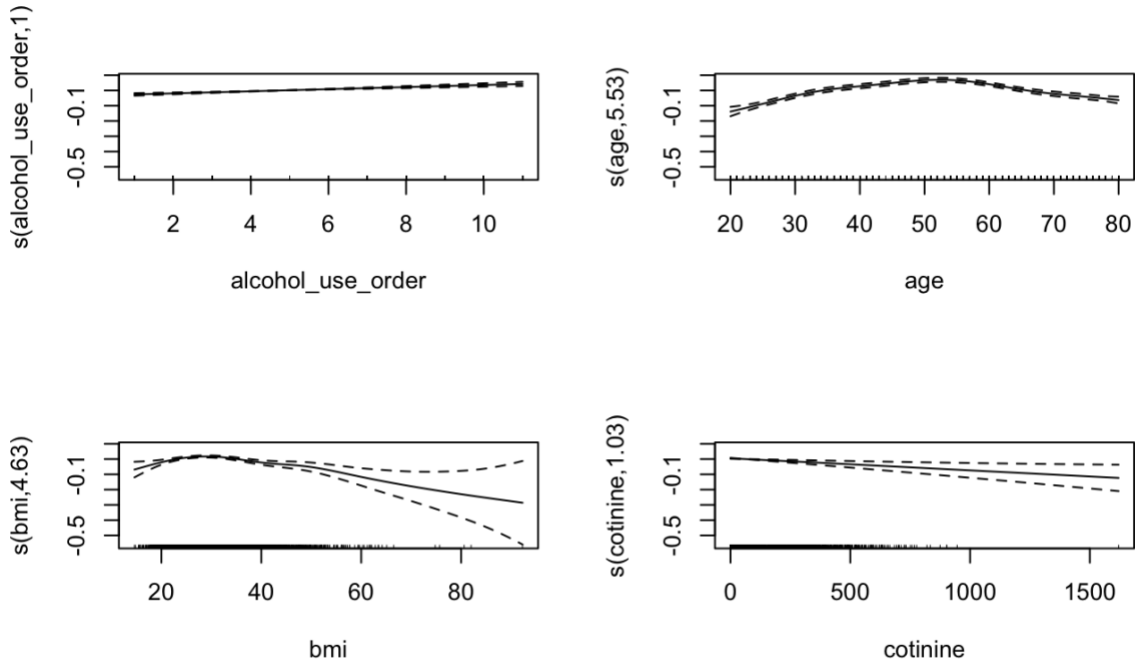 s(alcohol_use_order,1)
-0.1
-0.5
2 4 6 8 10
alcohol_use_order
s(age,5.53)
-0.1
-0.5
20 30 40 50 60 70 80
age
s(bmi,4.63)
-0.1
-0.5
20 40 60 80
bmi
s(cotinine,1.03)
-0.1
-0.5
0 500 1000 1500
cotinine